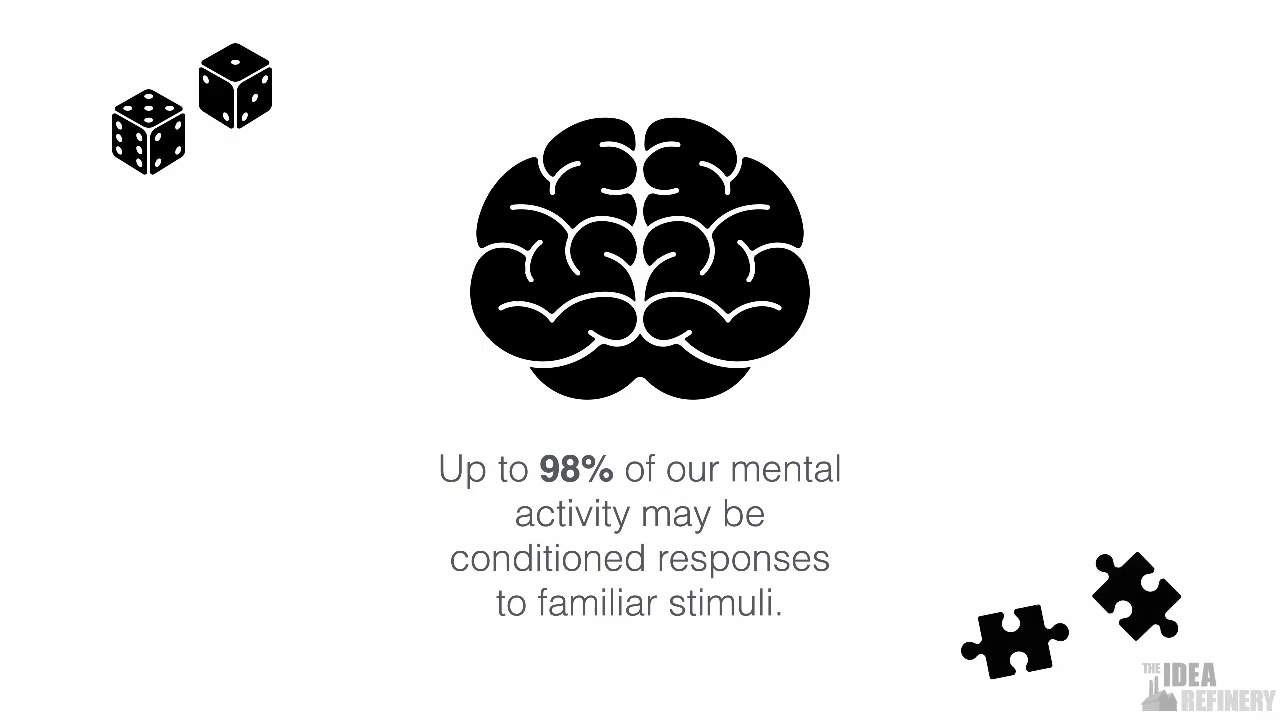 Up to 98% of our mental
activity may be
conditioned responses
to familiar stimuli.
THE IDEA
REFINERY